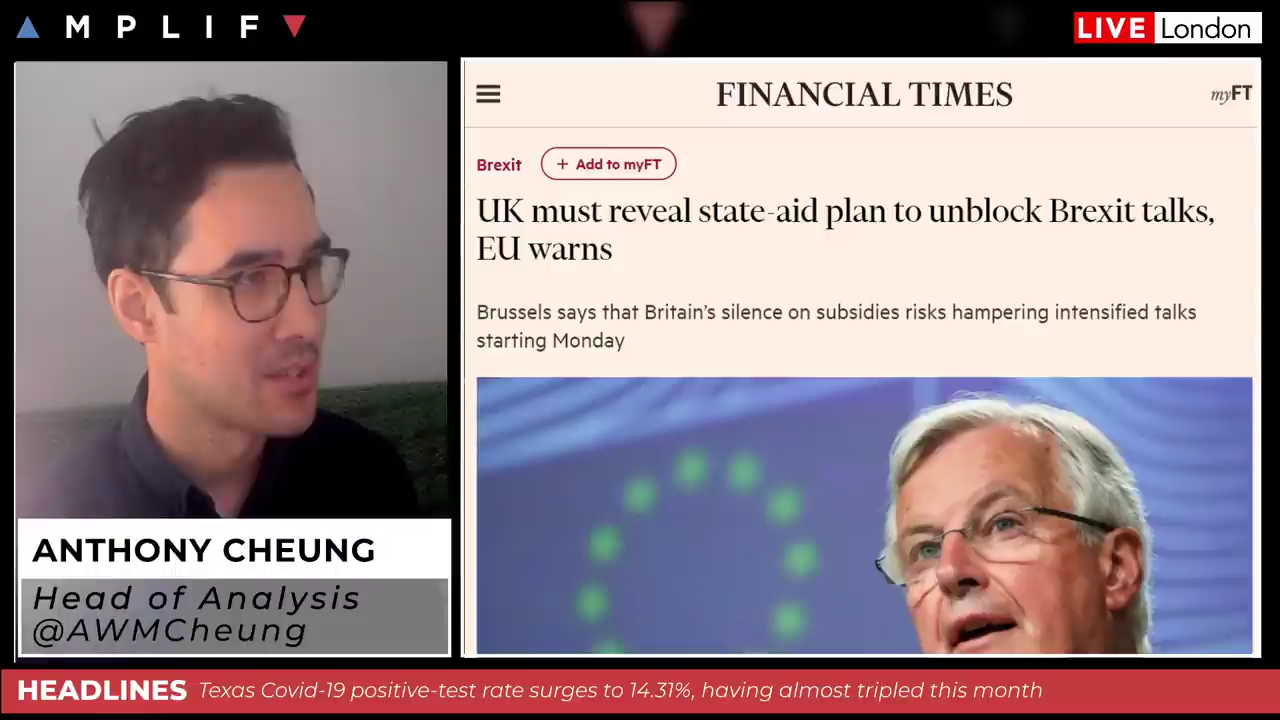 ▲ M P L I F ▼
LIVE London
FINANCIAL TIMES
myFT
Brexit
+ Add to myFT
UK must reveal state-aid plan to unblock Brexit talks,
EU warns
Brussels says that Britain's silence on subsidies risks hampering intensified talks
starting Monday
ANTHONY CHEUNG
Head of Analysis
@AWMCheung
HEADLINES Texas Covid-19 positive-test rate surges to 14.31%, having almost tripled this month